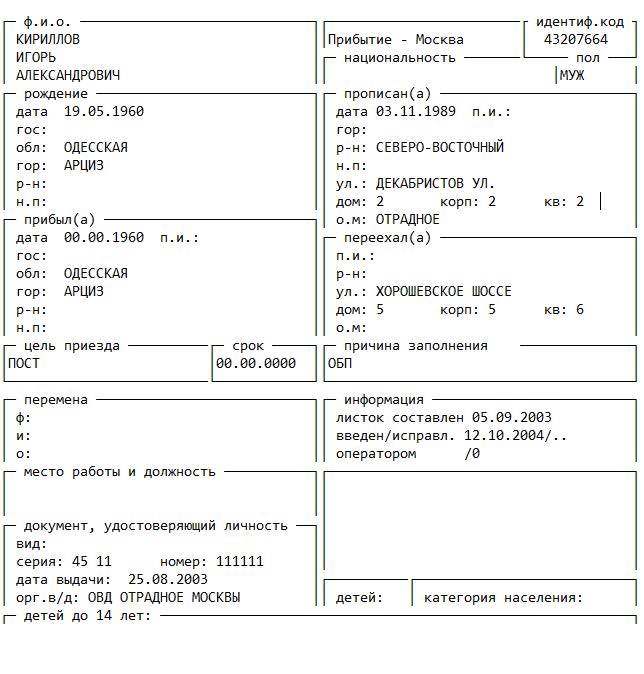 ф.и.о. идентиф.код
КИРИЛЛОВ Прибытие - Москва 43207664
ИГОРЬ национальность пол
АЛЕКСАНДРОВИЧ МУЖ
рождение прописан(а)
дата 19.05.1960 дата 03.11.1989 п.и.:
гос: гор:
обл: ОДЕССКАЯ р-н: СЕВЕРО-ВОСТОЧНЫЙ
гор: АРЦИЗ н.п:
р-н: ул.: ДЕКАБРИСТОВ УЛ.
н.п: дом: 2 корп: 2 кв: 2
прибыл(а) о.м: ОТРАДНОЕ
дата 00.00.1960 п.и.: переехал(а)
гос: п.и.:
обл: ОДЕССКАЯ р-н:
гор: АРЦИЗ ул.: ХОРОШЕВСКОЕ ШОССЕ
р-н: дом: 5 корп: 5 кв: 6
н.п: о.м:
цель приезда срок причина заполнения
ПОСТ 00.00.0000 ОБП
перемена информация
ф: листок составлен 05.09.2003
и: введен/исправл. 12.10.2004/..
о: оператором /0
место работы и должность
документ, удостоверяющий личность
вид:
серия: 45 11 номер: 111111
дата выдачи: 25.08.2003
орг.в/д: ОВД ОТРАДНОЕ МОСКВЫ детей: категория населения:
детей до 14 лет: